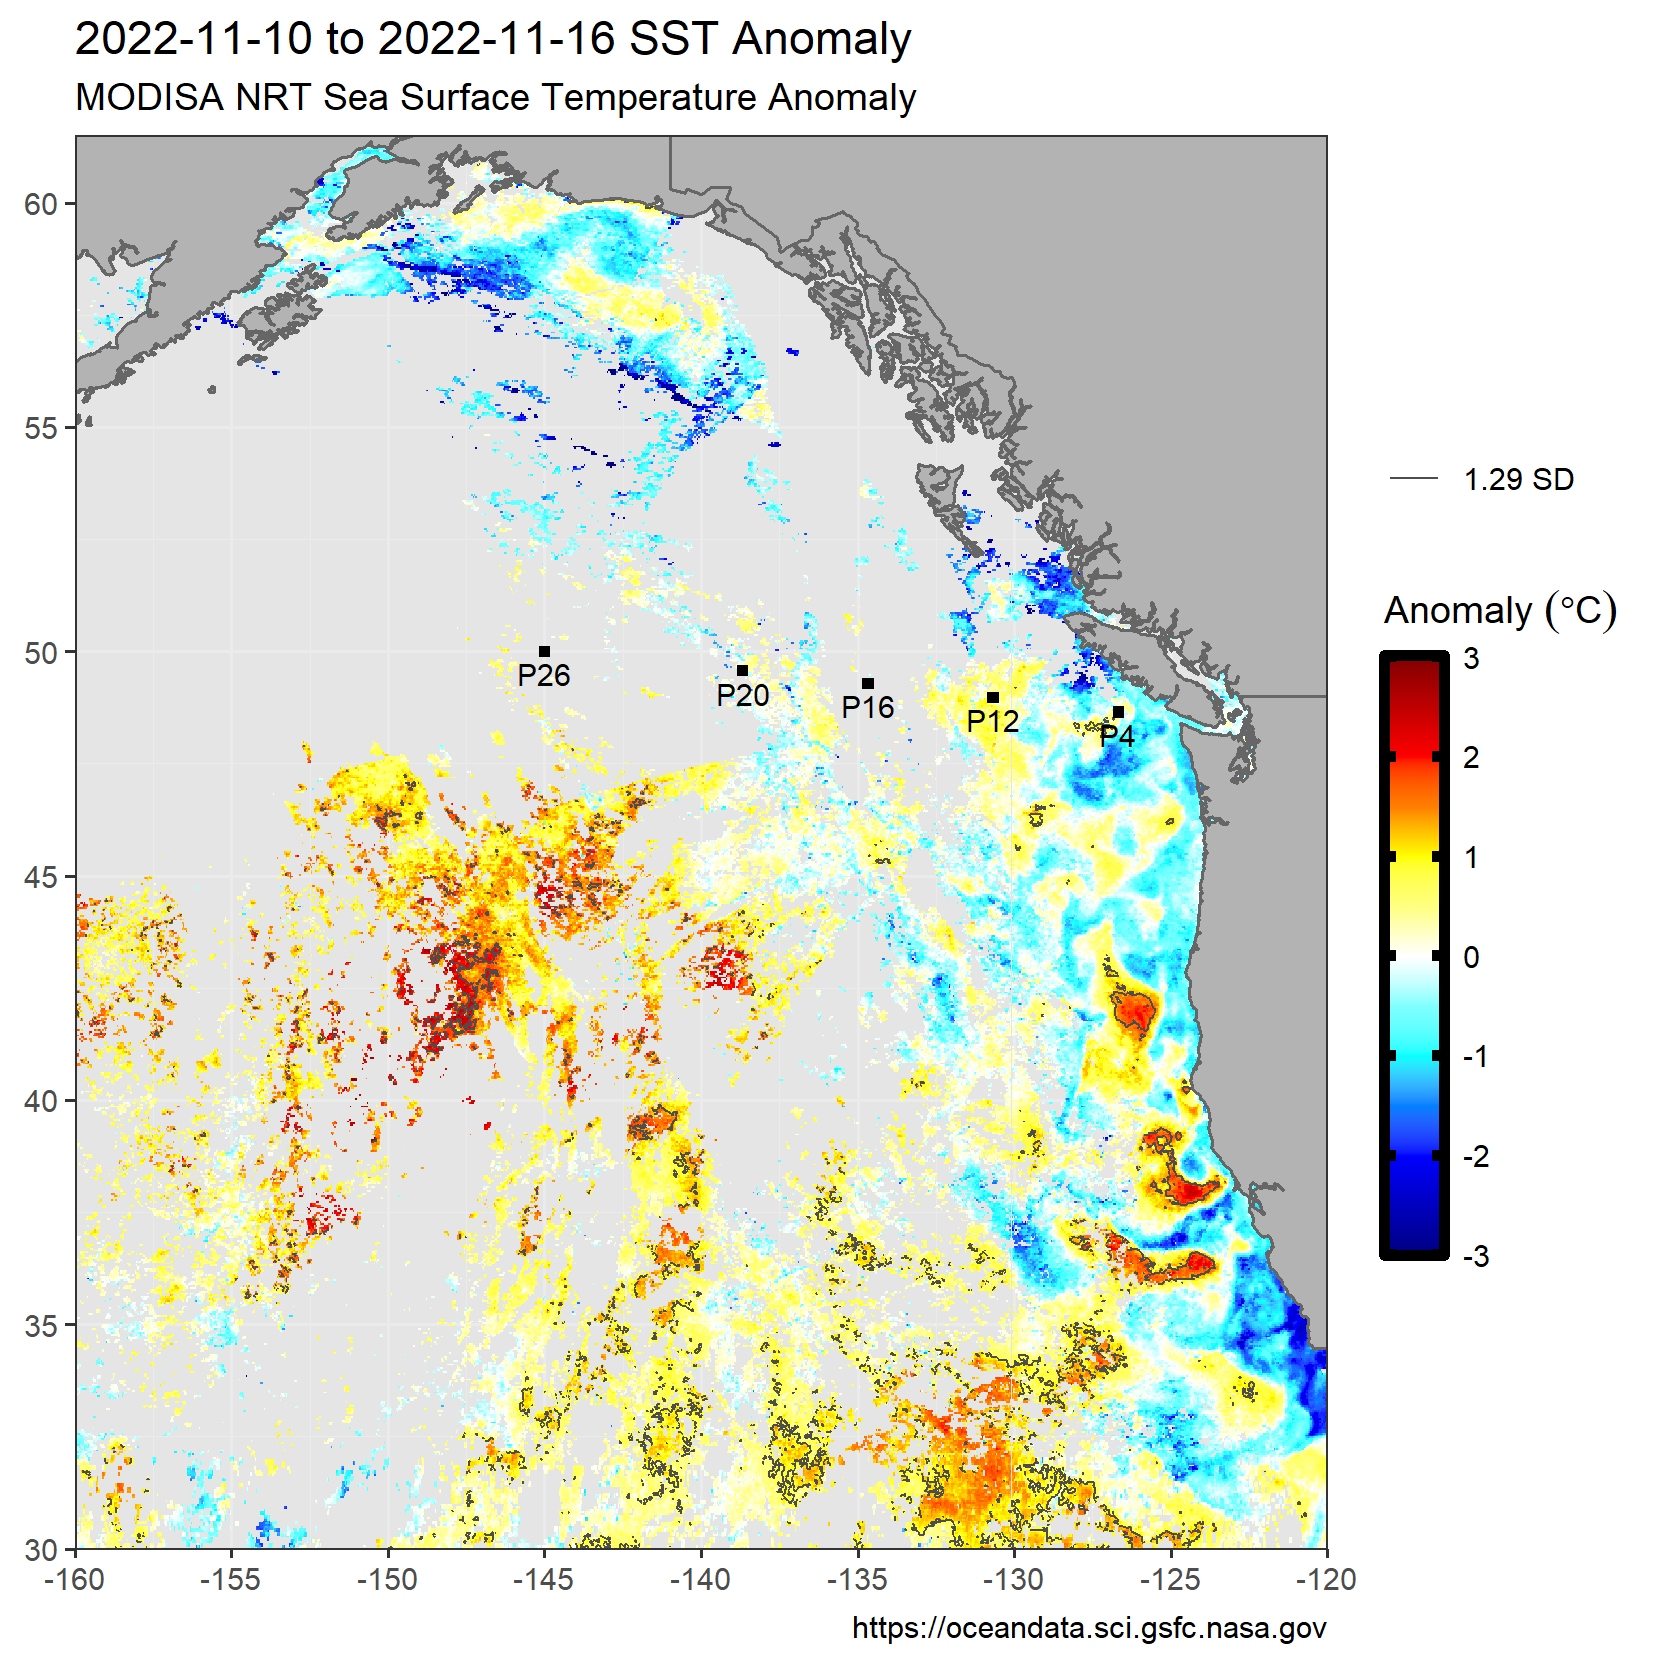 2022-11-10 to 2022-11-16 SST Anomaly
MODISA NRT Sea Surface Temperature Anomaly
60
55
50
45
40
35
30
-160
-155
-150
-145
-140
-135
-130
-125
-120
P26
P20
P16
P12
P4
1.29 SD
Anomaly (°C)
3
2
1
0
-1
-2
-3
https://oceandata.sci.gsfc.nasa.gov